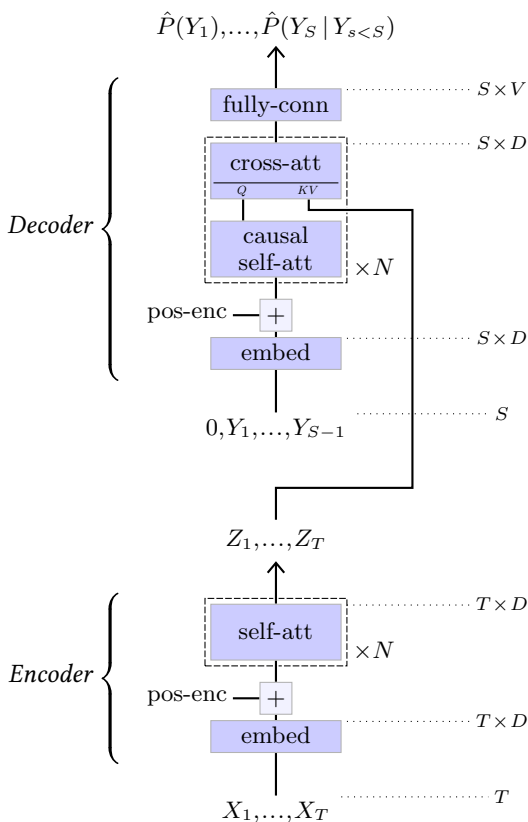 P̂(Y₁),...,P̂(Y_S | Y_{s<S})
fully-conn
S×V
cross-att
S×D
Q KV
causal
self-att
×N
Decoder
pos-enc +
embed
S×D
0,Y₁,...,Y_{S−1}
S
Z₁,...,Z_T
self-att
T×D
×N
Encoder
pos-enc +
embed
T×D
X₁,...,X_T
T